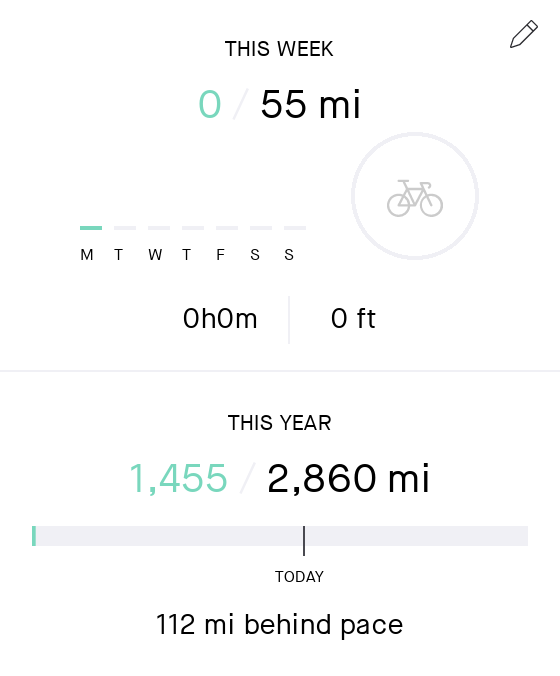 THIS WEEK
0 / 55 mi
M T W T F S S
0h0m 0 ft
THIS YEAR
1,455 / 2,860 mi
TODAY
112 mi behind pace